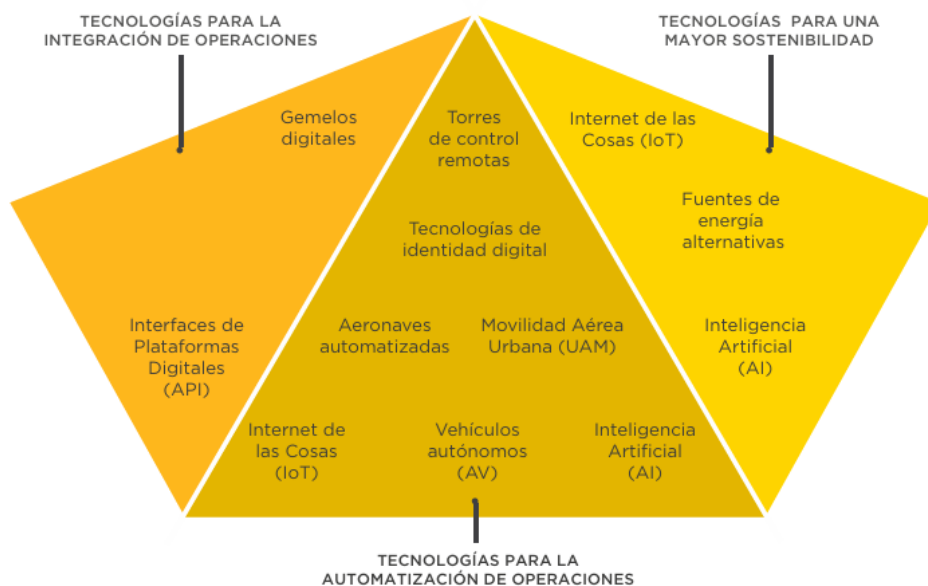 TECNOLOGÍAS PARA LA
INTEGRACIÓN DE OPERACIONES
TECNOLOGÍAS PARA UNA
MAYOR SOSTENIBILIDAD
Gemelos
digitales
Interfaces de
Plataformas
Digitales
(API)
Torres
de control
remotas
Tecnologías de
identidad digital
Aeronaves
automatizadas
Movilidad Aérea
Urbana (UAM)
Internet de
las Cosas
(IoT)
Vehículos
autónomos
(AV)
Inteligencia
Artificial
(AI)
Internet de las
Cosas (IoT)
Fuentes de
energía
alternativas
Inteligencia
Artificial
(AI)
TECNOLOGÍAS PARA LA
AUTOMATIZACIÓN DE OPERACIONES